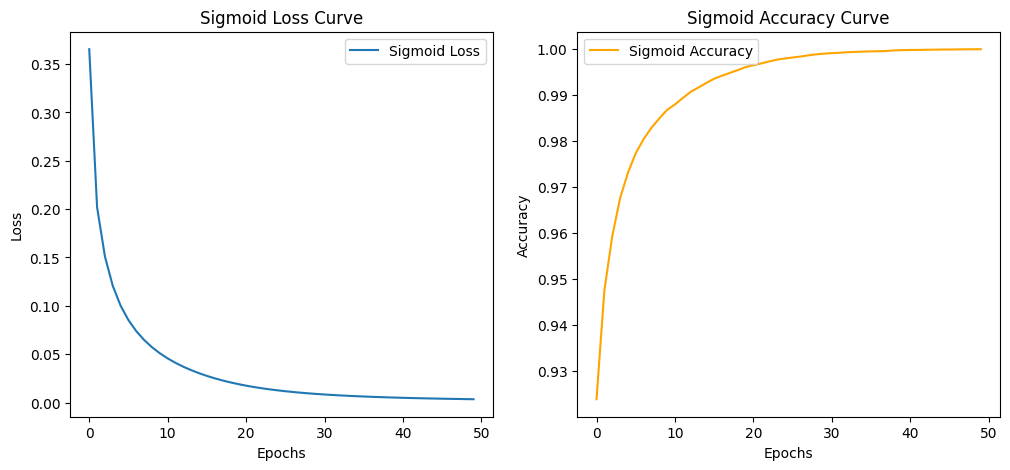 Sigmoid Loss Curve
Sigmoid Loss
0.35
0.30
0.25
0.20
0.15
0.10
0.05
0.00
Loss
0 10 20 30 40 50
Epochs
Sigmoid Accuracy Curve
Sigmoid Accuracy
1.00
0.99
0.98
0.97
0.96
0.95
0.94
0.93
Accuracy
0 10 20 30 40 50
Epochs